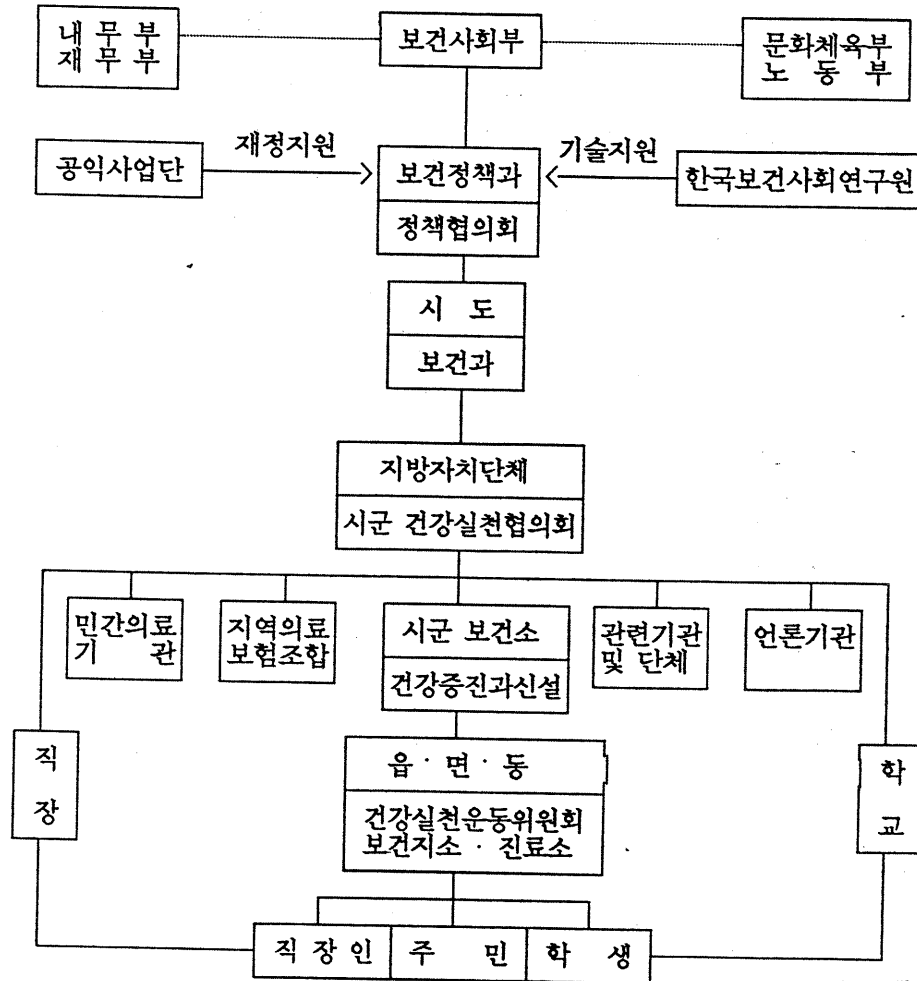 내 무 부
재 무 부
보건사회부
문화체육부
노 동 부
공익사업단
재정지원
보건정책과
기술지원
한국보건사회연구원
정책협의회
시 도
보건과
지방자치단체
시군 건강실천협의회
민간의료
기 관
지역의료
보험조합
시군 보건소
관련기관
및 단체
언론기관
건강증진과신설
직
장
읍 · 면 · 동
학
교
건강실천운동위원회
보건지소 · 진료소
직 장 인
주 민
학 생